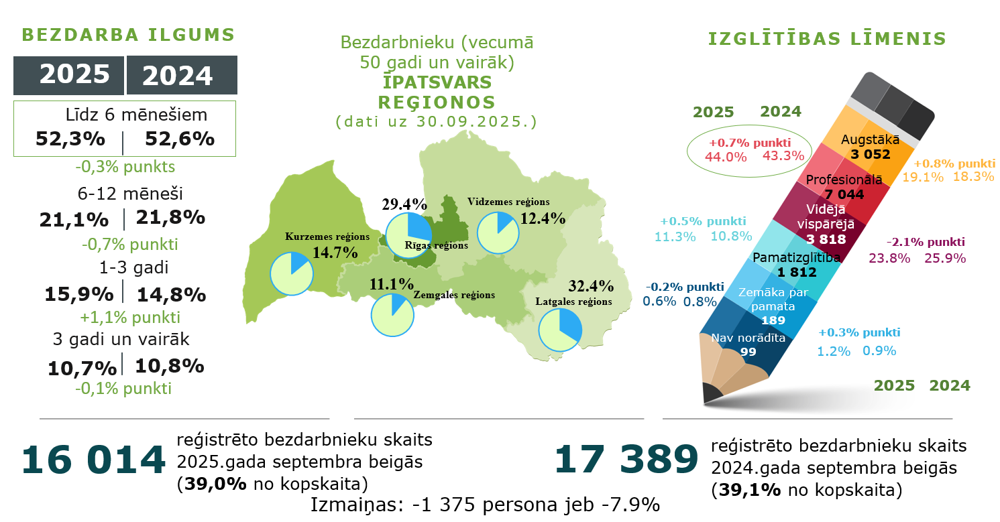 BEZDARBA ILGUMS
2025 2024
Līdz 6 mēnešiem
52,3% 52,6%
-0,3% punkts
6-12 mēneši
21,1% 21,8%
-0,7% punkti
1-3 gadi
15,9% 14,8%
+1,1% punkti
3 gadi un vairāk
10,7% 10,8%
-0,1% punkti
Bezdarbnieku (vecumā
50 gadi un vairāk)
ĪPATSVARS
REĢIONOS
(dati uz 30.09.2025.)
29.4%
Rīgas reģions
Vidzemes reģions
12.4%
Kurzemes reģions
14.7%
11.1%
Zemgales reģions
32.4%
Latgales reģions
IZGLĪTĪBAS LĪMENIS
2025 2024
+0.7% punkti
44.0% 43.3%
Augstākā
3 052
+0.8% punkti
19.1% 18.3%
Profesionālā
7 044
Vidējā
vispārējā
3 818
+0.5% punkti
11.3% 10.8%
-2.1% punkti
23.8% 25.9%
Pamatizglītība
1 812
-0.2% punkti
0.6% 0.8%
Zemāka par
pamata
189
+0.3% punkti
1.2% 0.9%
Nav norādīta
99
2025 2024
16 014
reģistrēto bezdarbnieku skaits
2025.gada septembra beigās
(39,0% no kopskaita)
17 389
reģistrēto bezdarbnieku skaits
2024.gada septembra beigās
(39,1% no kopskaita)
Izmaiņas: -1 375 persona jeb -7.9%